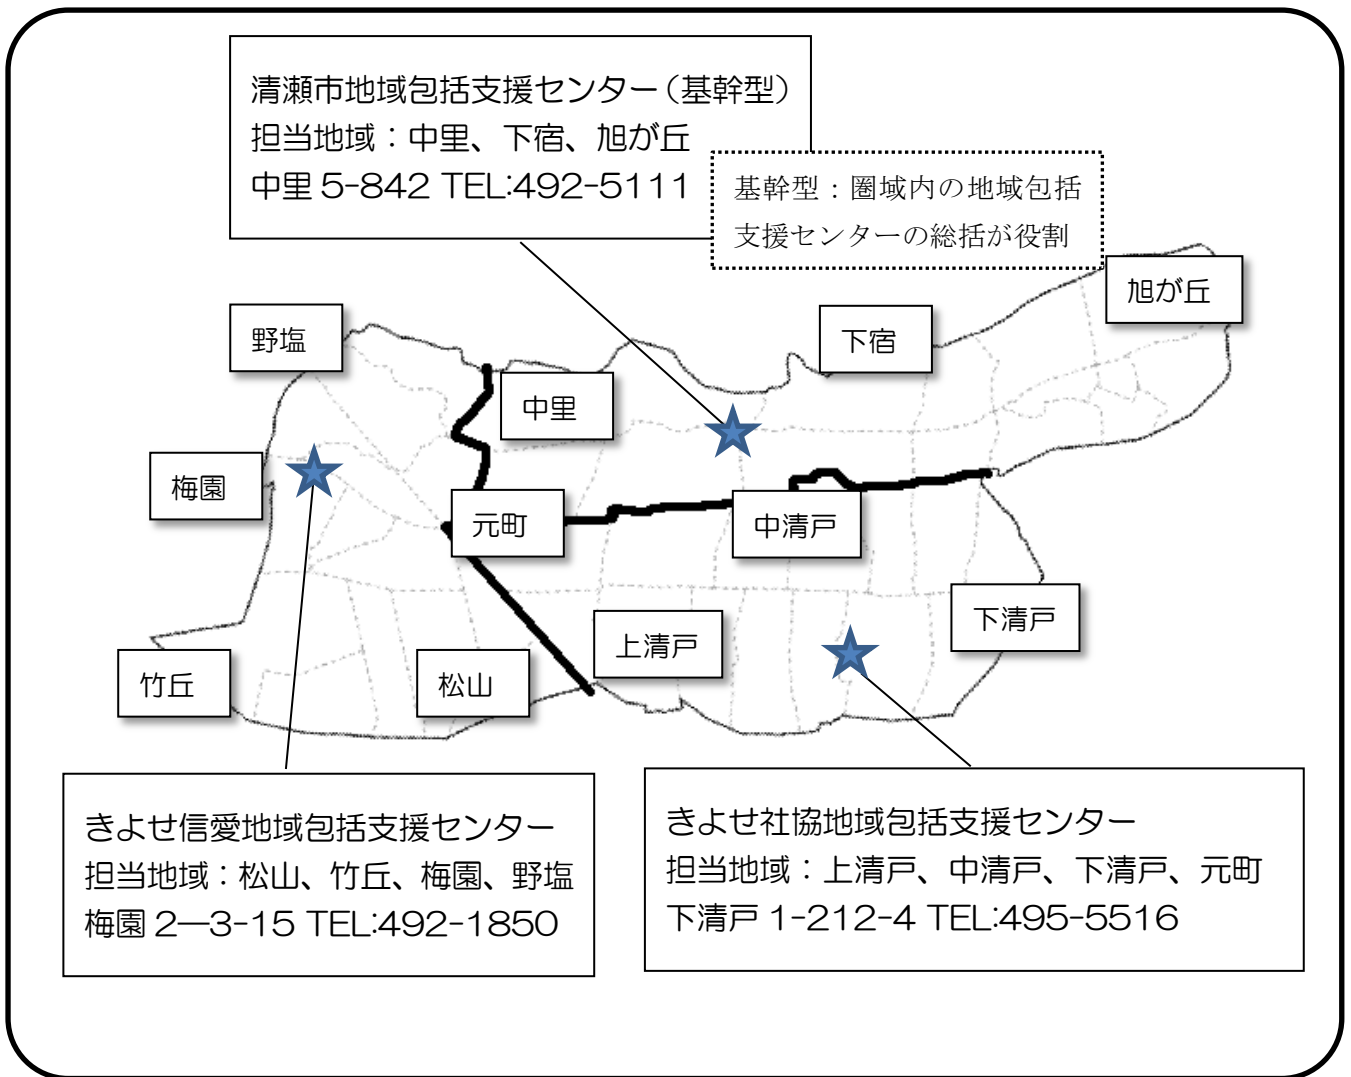 清瀬市地域包括支援センター（基幹型）
担当地域：中里、下宿、旭が丘
中里 5-842 TEL:492-5111
基幹型：圏域内の地域包括
支援センターの総括が役割
旭が丘
野塩
下宿
中里
梅園
元町
中清戸
下清戸
上清戸
竹丘
松山
きよせ信愛地域包括支援センター
担当地域：松山、竹丘、梅園、野塩
梅園 2―3-15 TEL:492-1850
きよせ社協地域包括支援センター
担当地域：上清戸、中清戸、下清戸、元町
下清戸 1-212-4 TEL:495-5516